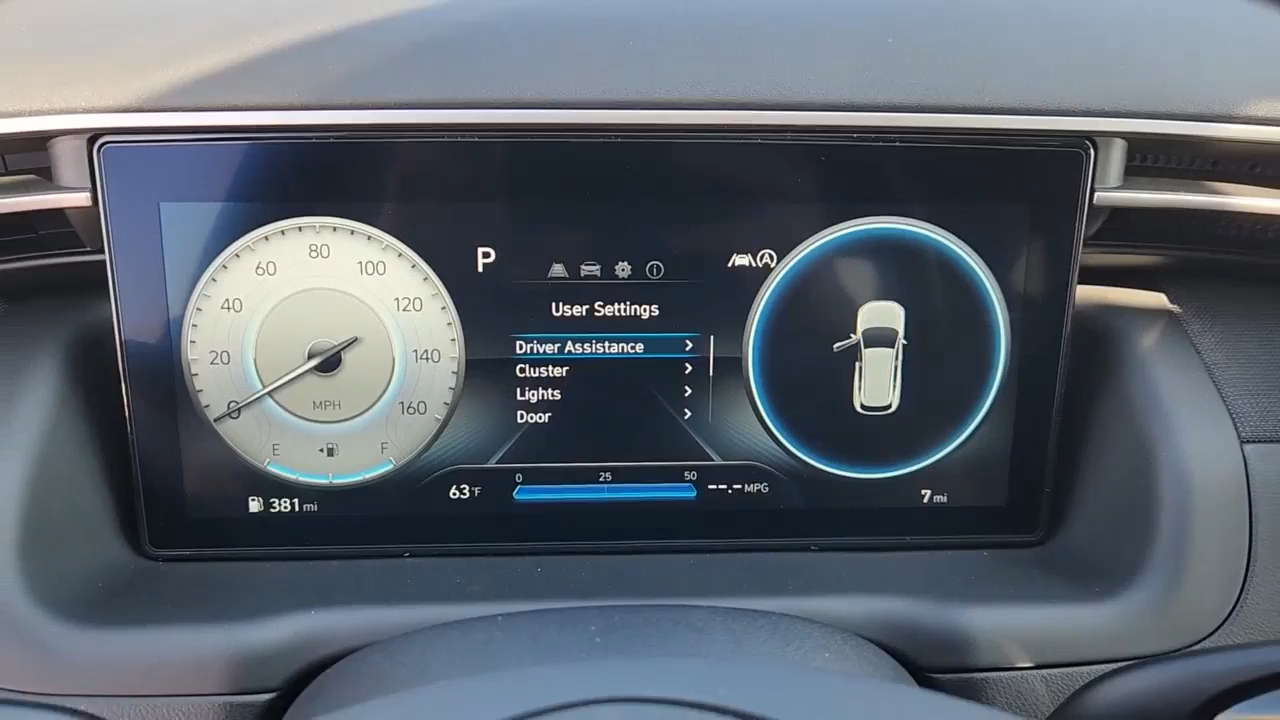 80
60
100
40
120
20
140
0
160
MPH
E
F
381 mi
P
A
i
User Settings
Driver Assistance
Cluster
Lights
Door
0 25 50
63°F
--.- MPG
7 mi